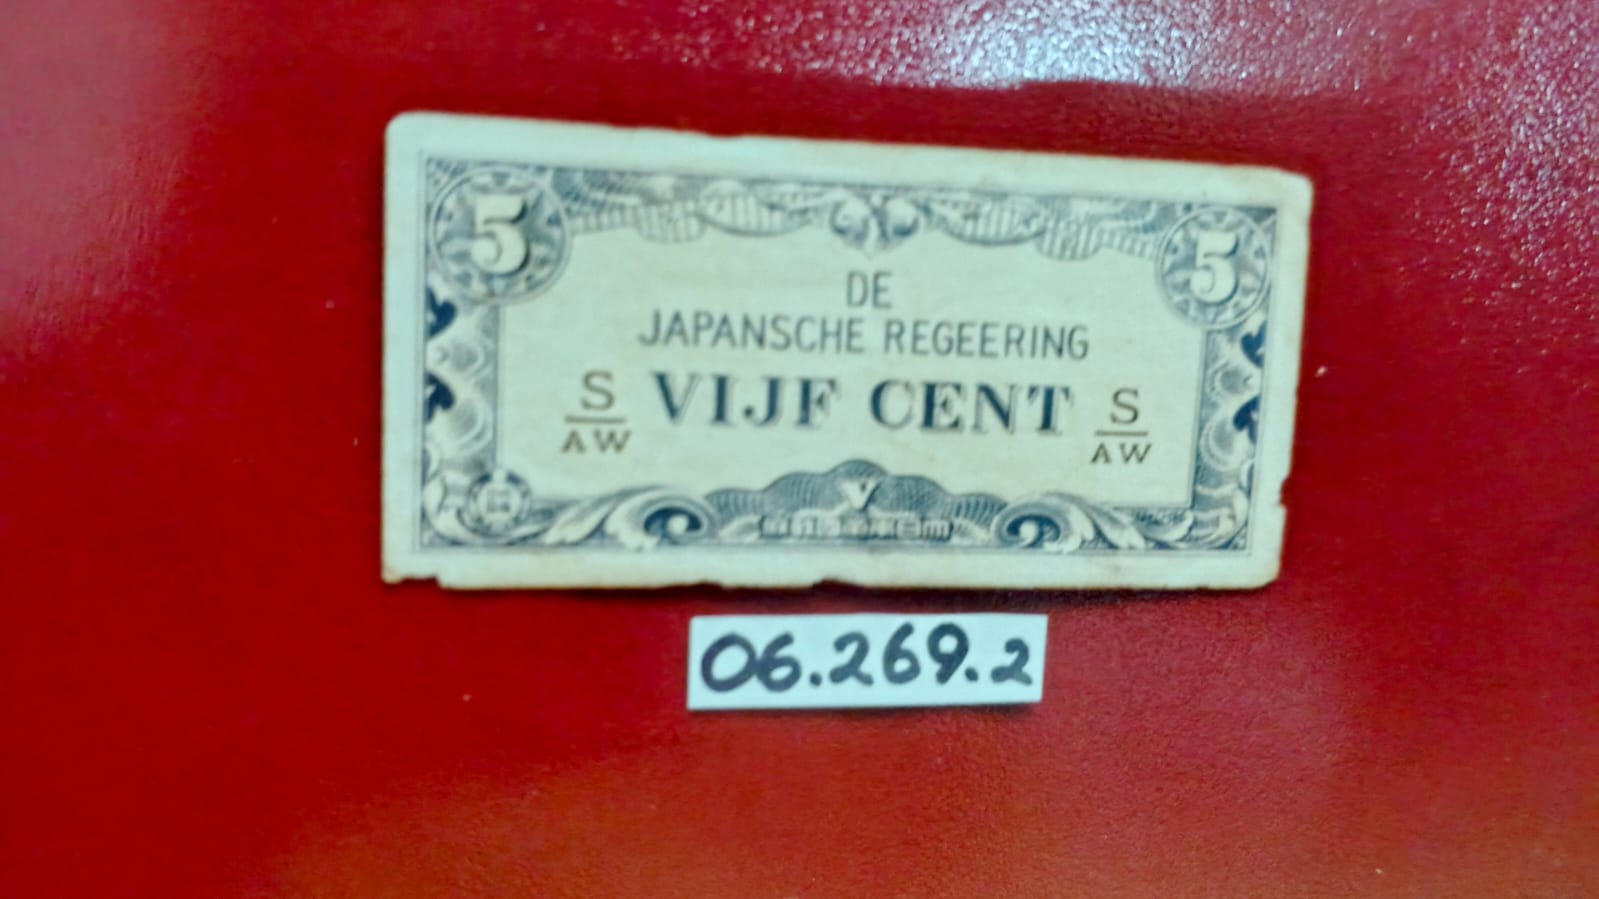 5 5
DE
JAPANSCHE REGEERING
S VIJF CENT S
AW AW
V
06.269.2